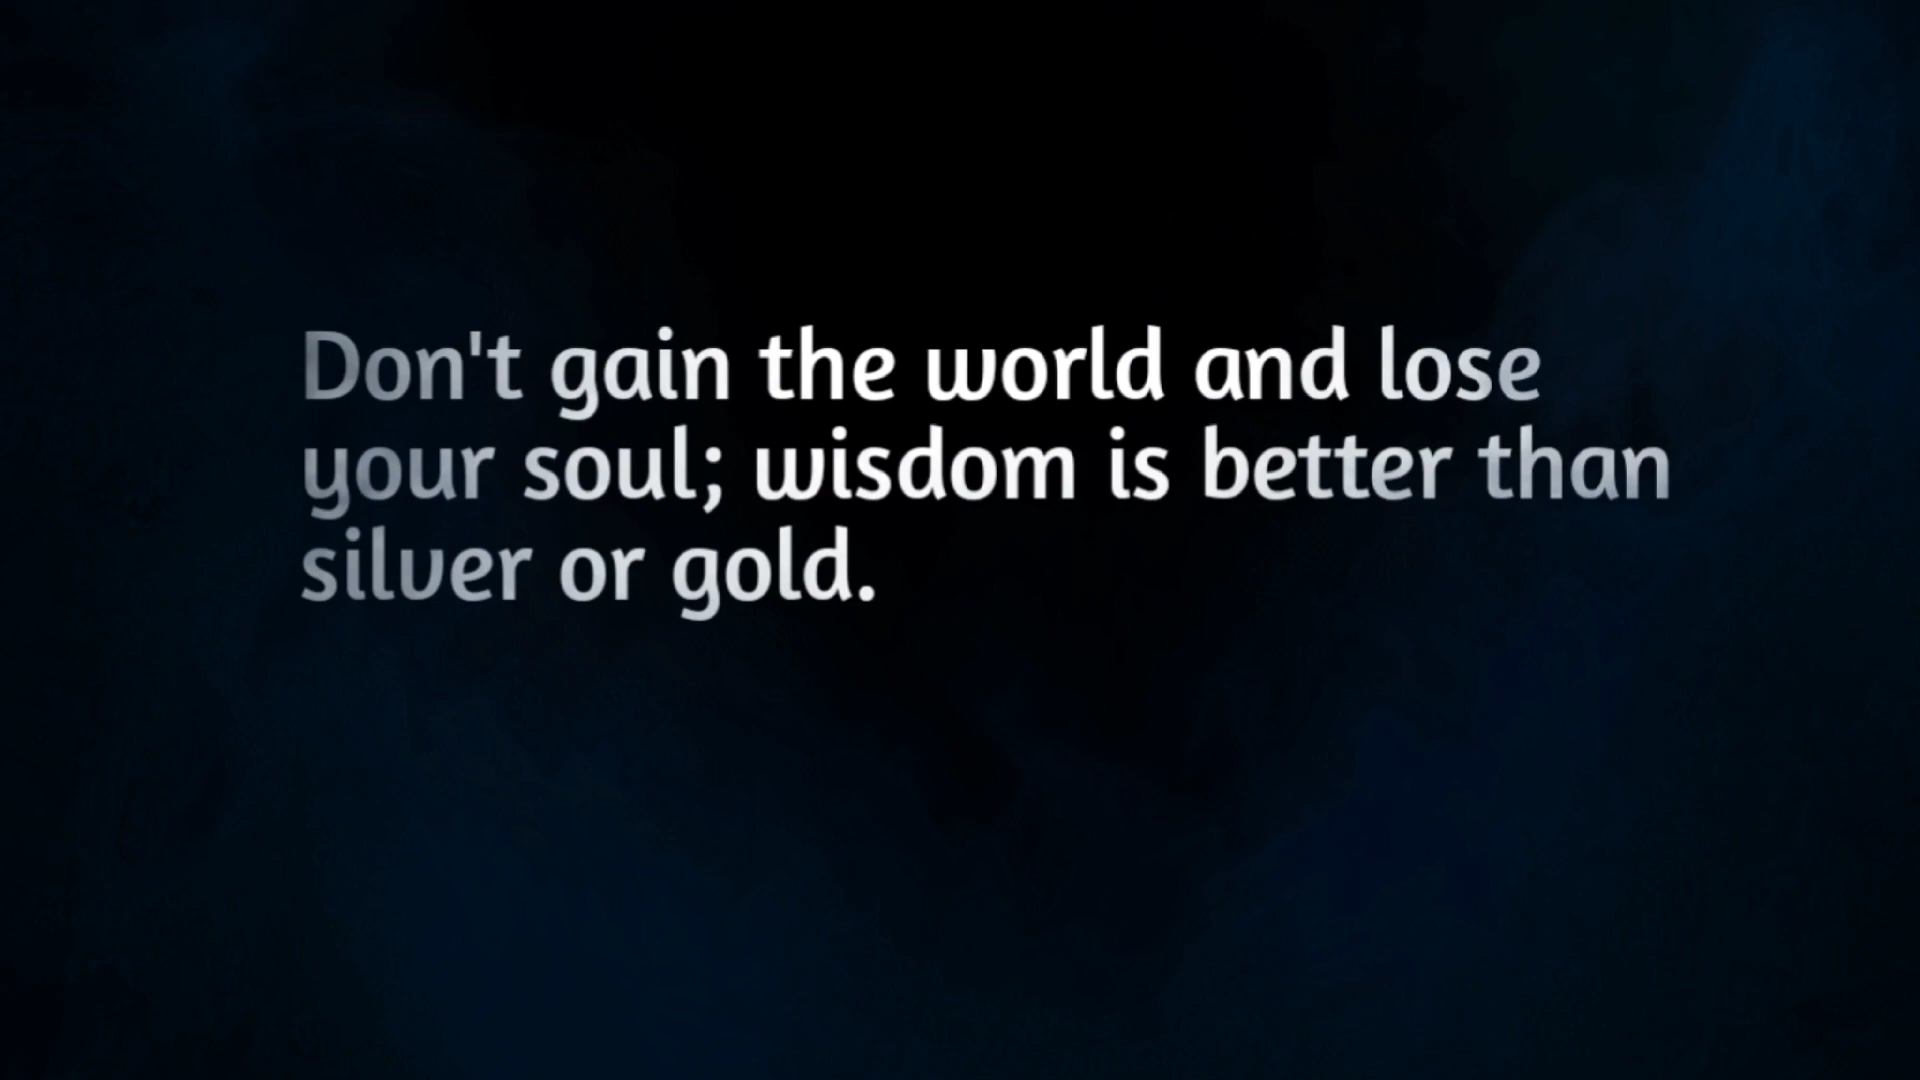 Don't gain the world and lose
your soul; wisdom is better than
silver or gold.